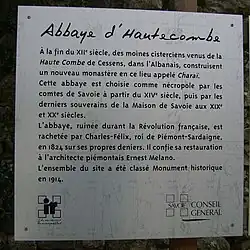 Abbaye d'Hautecombe
À la fin du XIIe siècle, des moines cisterciens venus de la
Haute Combe de Cessens, dans l'Albanais, construisent
un nouveau monastère en ce lieu appelé Charaï.
Cette abbaye est choisie comme nécropole par les
comtes de Savoie à partir du XIVe siècle, puis par les
derniers souverains de la Maison de Savoie aux XIXe
et XXe siècles.
L'abbaye, ruinée durant la Révolution française, est
rachetée par Charles-Félix, roi de Piémont-Sardaigne,
en 1824 sur ses propres deniers. Il confie sa restauration
à l'architecte piémontais Ernest Melano.
L'ensemble du site a été classé Monument historique
en 1914.
SAVOIE CONSEIL
GENERAL